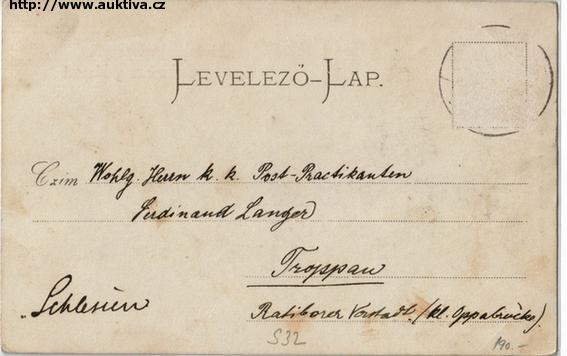 http://www.auktiva.cz
LEVELEZŐ-LAP.
Czim Wohlg. Herrn k. k. Post-Practikanten
Ferdinand Langer
Troppau
Schlesien
Ratiborer Vorstadt. (kl. Oppabrücke).
S32
190.-